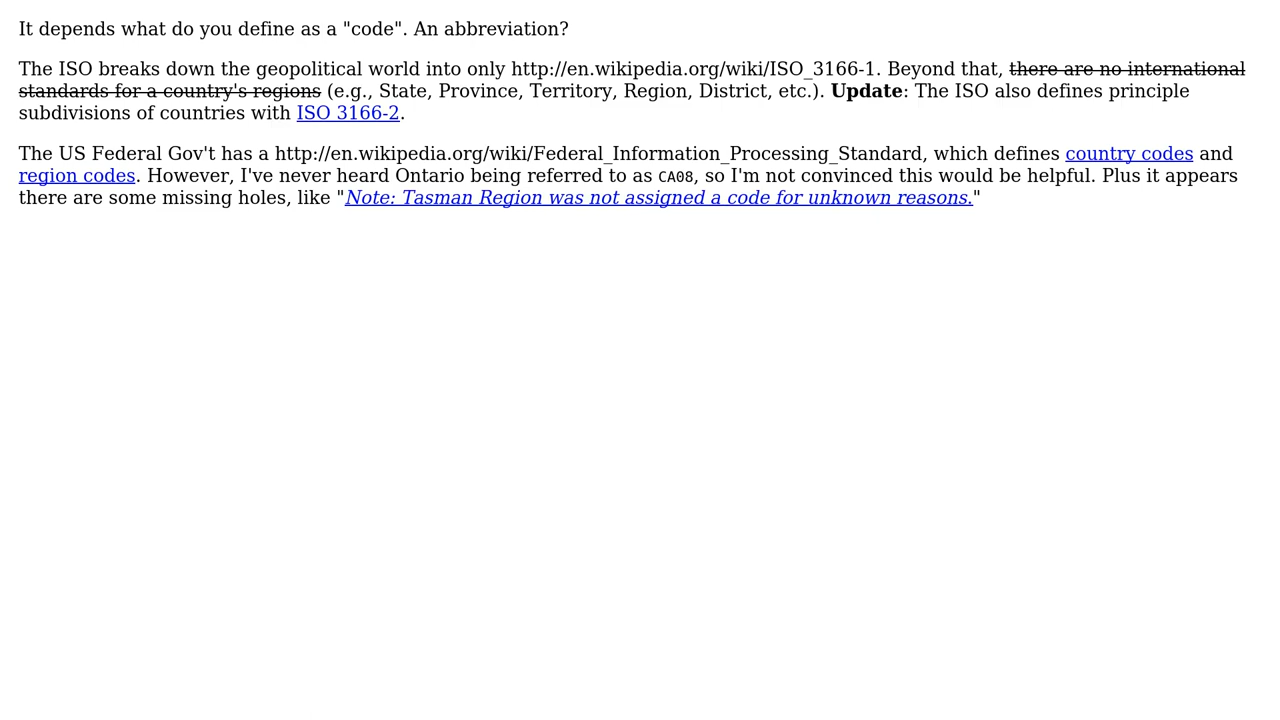 It depends what do you define as a "code". An abbreviation?
The ISO breaks down the geopolitical world into only http://en.wikipedia.org/wiki/ISO_3166-1. Beyond that, there are no international
standards for a country's regions (e.g., State, Province, Territory, Region, District, etc.). Update: The ISO also defines principle
subdivisions of countries with ISO 3166-2.
The US Federal Gov't has a http://en.wikipedia.org/wiki/Federal_Information_Processing_Standard, which defines country codes and
region codes. However, I've never heard Ontario being referred to as CA08, so I'm not convinced this would be helpful. Plus it appears
there are some missing holes, like "Note: Tasman Region was not assigned a code for unknown reasons."